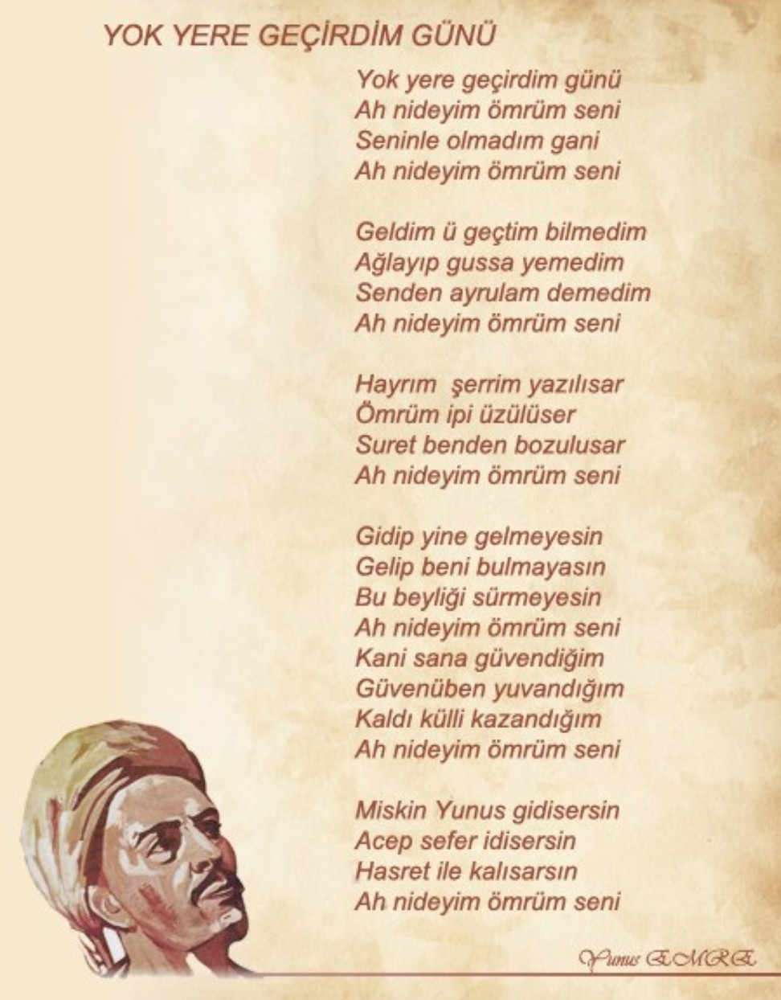 YOK YERE GEÇİRDİM GÜNÜ
Yok yere geçirdim günü
Ah nideyim ömrüm seni
Seninle olmadım gani
Ah nideyim ömrüm seni
Geldim ü geçtim bilmedim
Ağlayıp gussa yemedim
Senden ayrulam demedim
Ah nideyim ömrüm seni
Hayrım şerrim yazılısar
Ömrüm ipi üzülüser
Suret benden bozulusar
Ah nideyim ömrüm seni
Gidip yine gelmeyesin
Gelip beni bulmayasın
Bu beyliği sürmeyesin
Ah nideyim ömrüm seni
Kani sana güvendiğim
Güvenüben yuvandığım
Kaldı külli kazandığım
Ah nideyim ömrüm seni
Miskin Yunus gidisersin
Acep sefer idisersin
Hasret ile kalısarsın
Ah nideyim ömrüm seni
Yunus EMRE